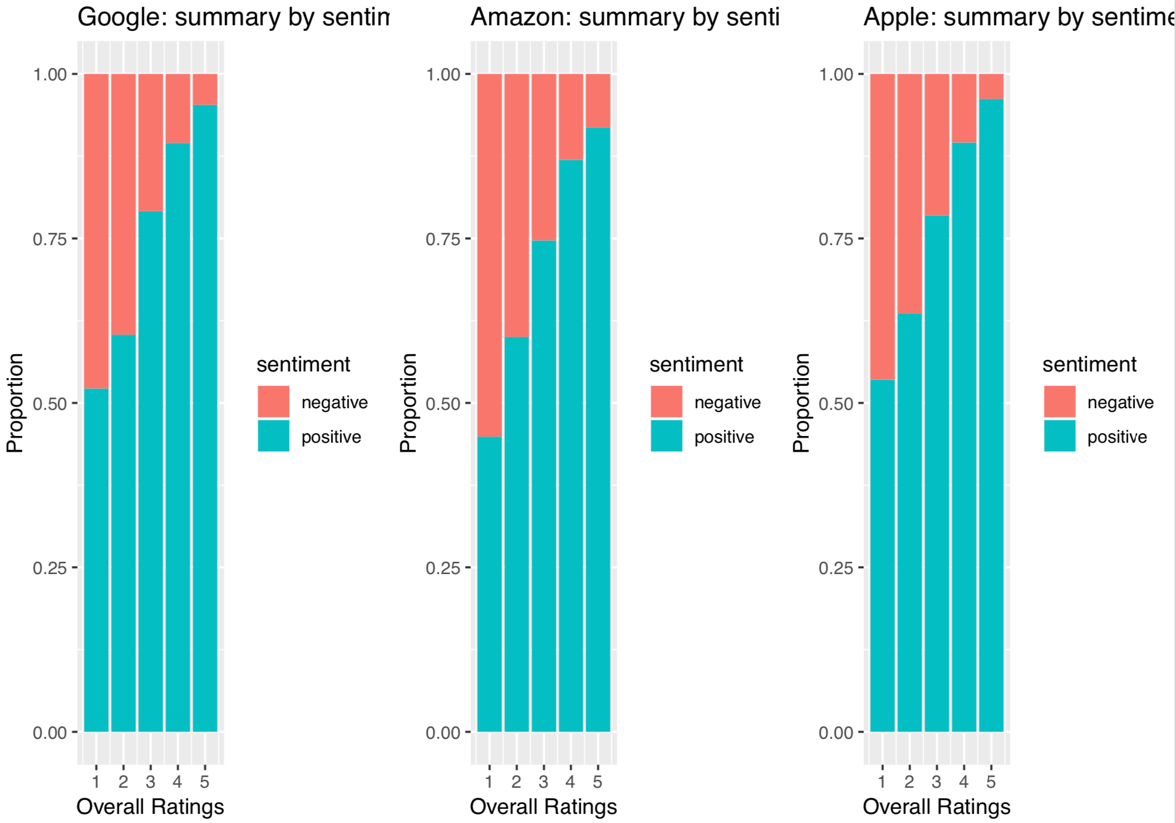 Google: summary by sentim
1.00
0.75
0.50
0.25
0.00
Proportion
1 2 3 4 5
Overall Ratings
sentiment
negative
positive
Amazon: summary by senti
1.00
0.75
0.50
0.25
0.00
Proportion
1 2 3 4 5
Overall Ratings
sentiment
negative
positive
Apple: summary by sentime
1.00
0.75
0.50
0.25
0.00
Proportion
1 2 3 4 5
Overall Ratings
sentiment
negative
positive